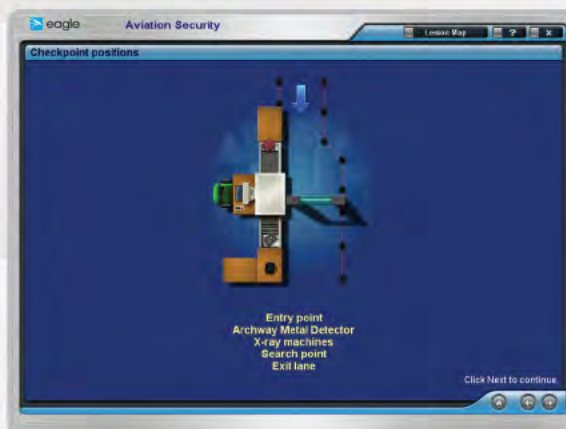 eagle Aviation Security
Lesson Map ? X
Checkpoint positions
Entry point
Archway Metal Detector
X-ray machines
Search point
Exit lane
Click Next to continue.